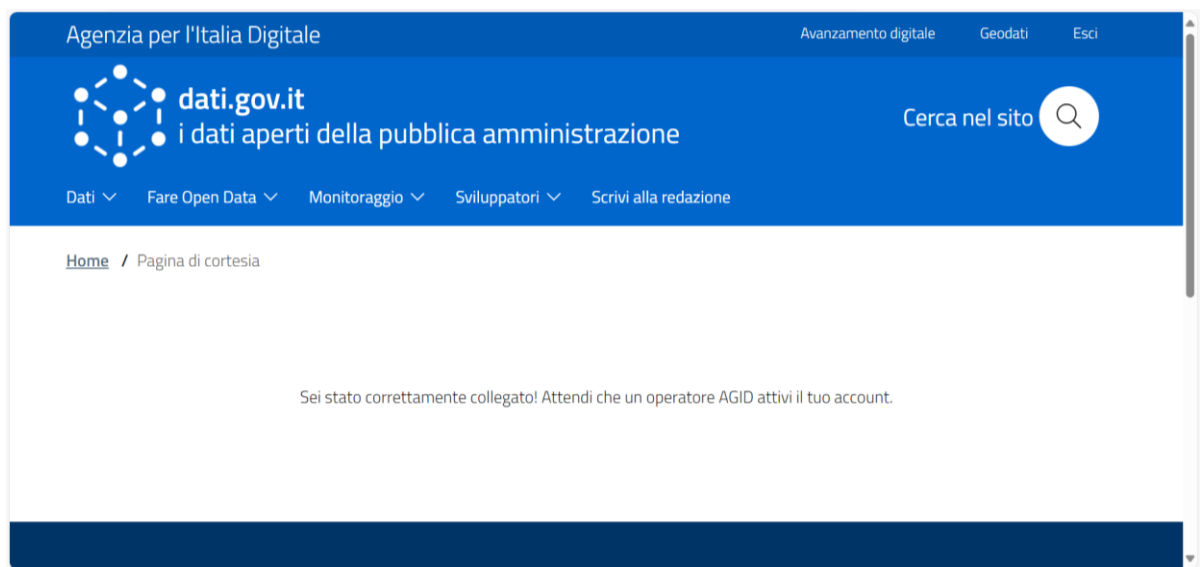 Agenzia per l'Italia Digitale
Avanzamento digitale Geodati Esci
dati.gov.it
i dati aperti della pubblica amministrazione
Cerca nel sito
Dati Fare Open Data Monitoraggio Sviluppatori Scrivi alla redazione
Home / Pagina di cortesia
Sei stato correttamente collegato! Attendi che un operatore AGID attivi il tuo account.